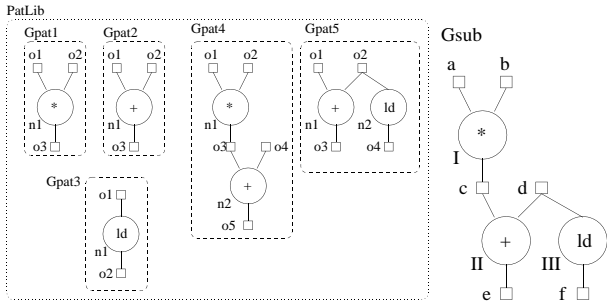 PatLib
Gpat1 Gpat2 Gpat4 Gpat5
o1 o2 o1 o2 o1 o2 o1 o2
* + * + ld
n1 n1 n1 n1 n2
o3 o3 o3 o4 o3 o4
+
n2
o5
Gpat3
o1
ld
n1
o2
Gsub
a b
*
I
c d
+ ld
II III
e f